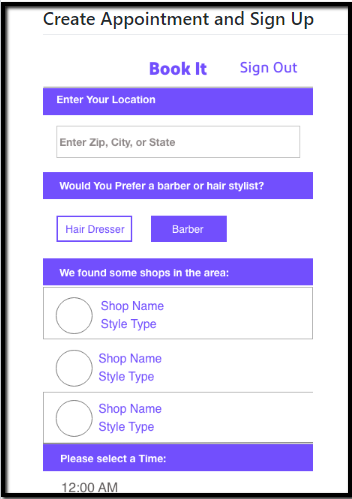 Create Appointment and Sign Up
Book It
Sign Out
Enter Your Location
Enter Zip, City, or State
Would You Prefer a barber or hair stylist?
Hair Dresser
Barber
We found some shops in the area:
Shop Name
Style Type
Shop Name
Style Type
Shop Name
Style Type
Please select a Time:
12:00 AM